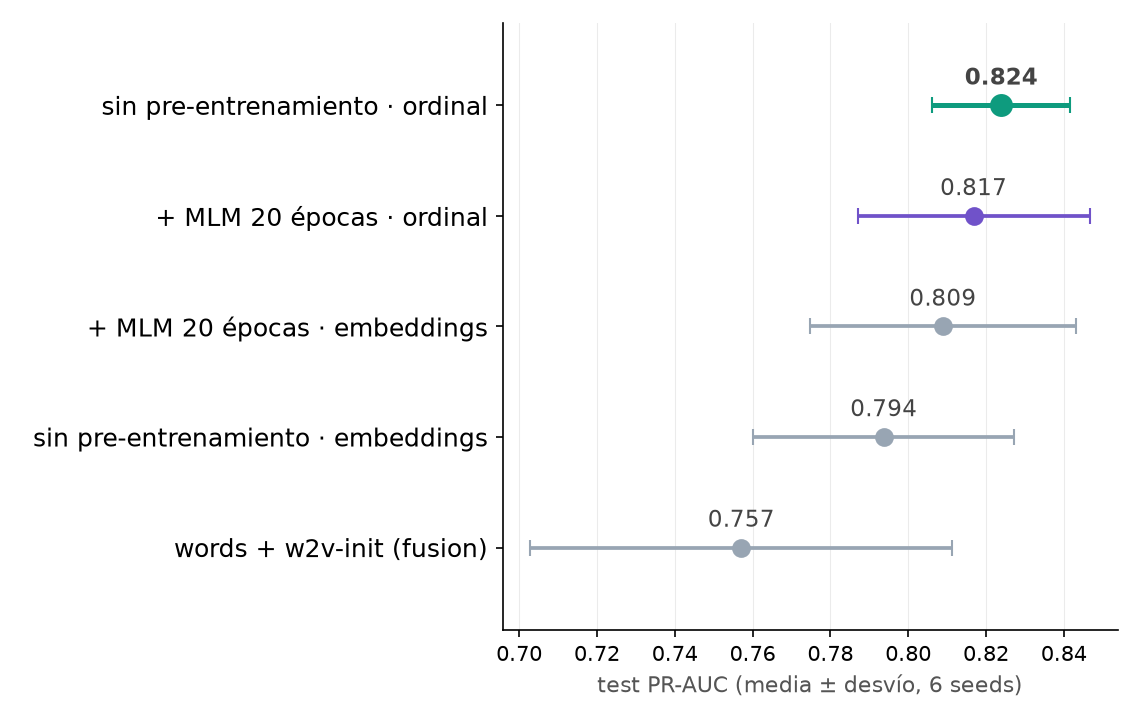 0.824
sin pre-entrenamiento · ordinal
0.817
+ MLM 20 épocas · ordinal
0.809
+ MLM 20 épocas · embeddings
0.794
sin pre-entrenamiento · embeddings
0.757
words + w2v-init (fusion)
0.70 0.72 0.74 0.76 0.78 0.80 0.82 0.84
test PR-AUC (media ± desvío, 6 seeds)